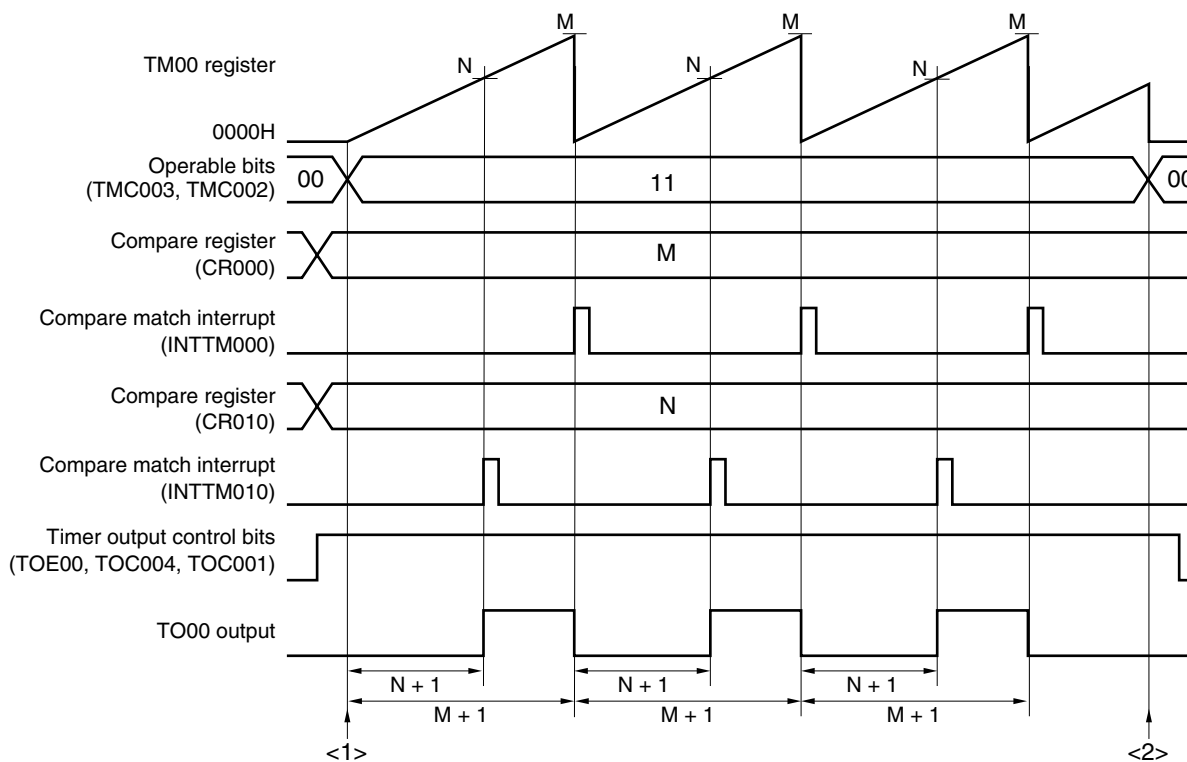 M M M
TM00 register
N N N
0000H
Operable bits
(TMC003, TMC002)
00 11 00
Compare register
(CR000)
M
Compare match interrupt
(INTTM000)
Compare register
(CR010)
N
Compare match interrupt
(INTTM010)
Timer output control bits
(TOE00, TOC004, TOC001)
TO00 output
N + 1 N + 1 N + 1
M + 1 M + 1 M + 1
<1> <2>